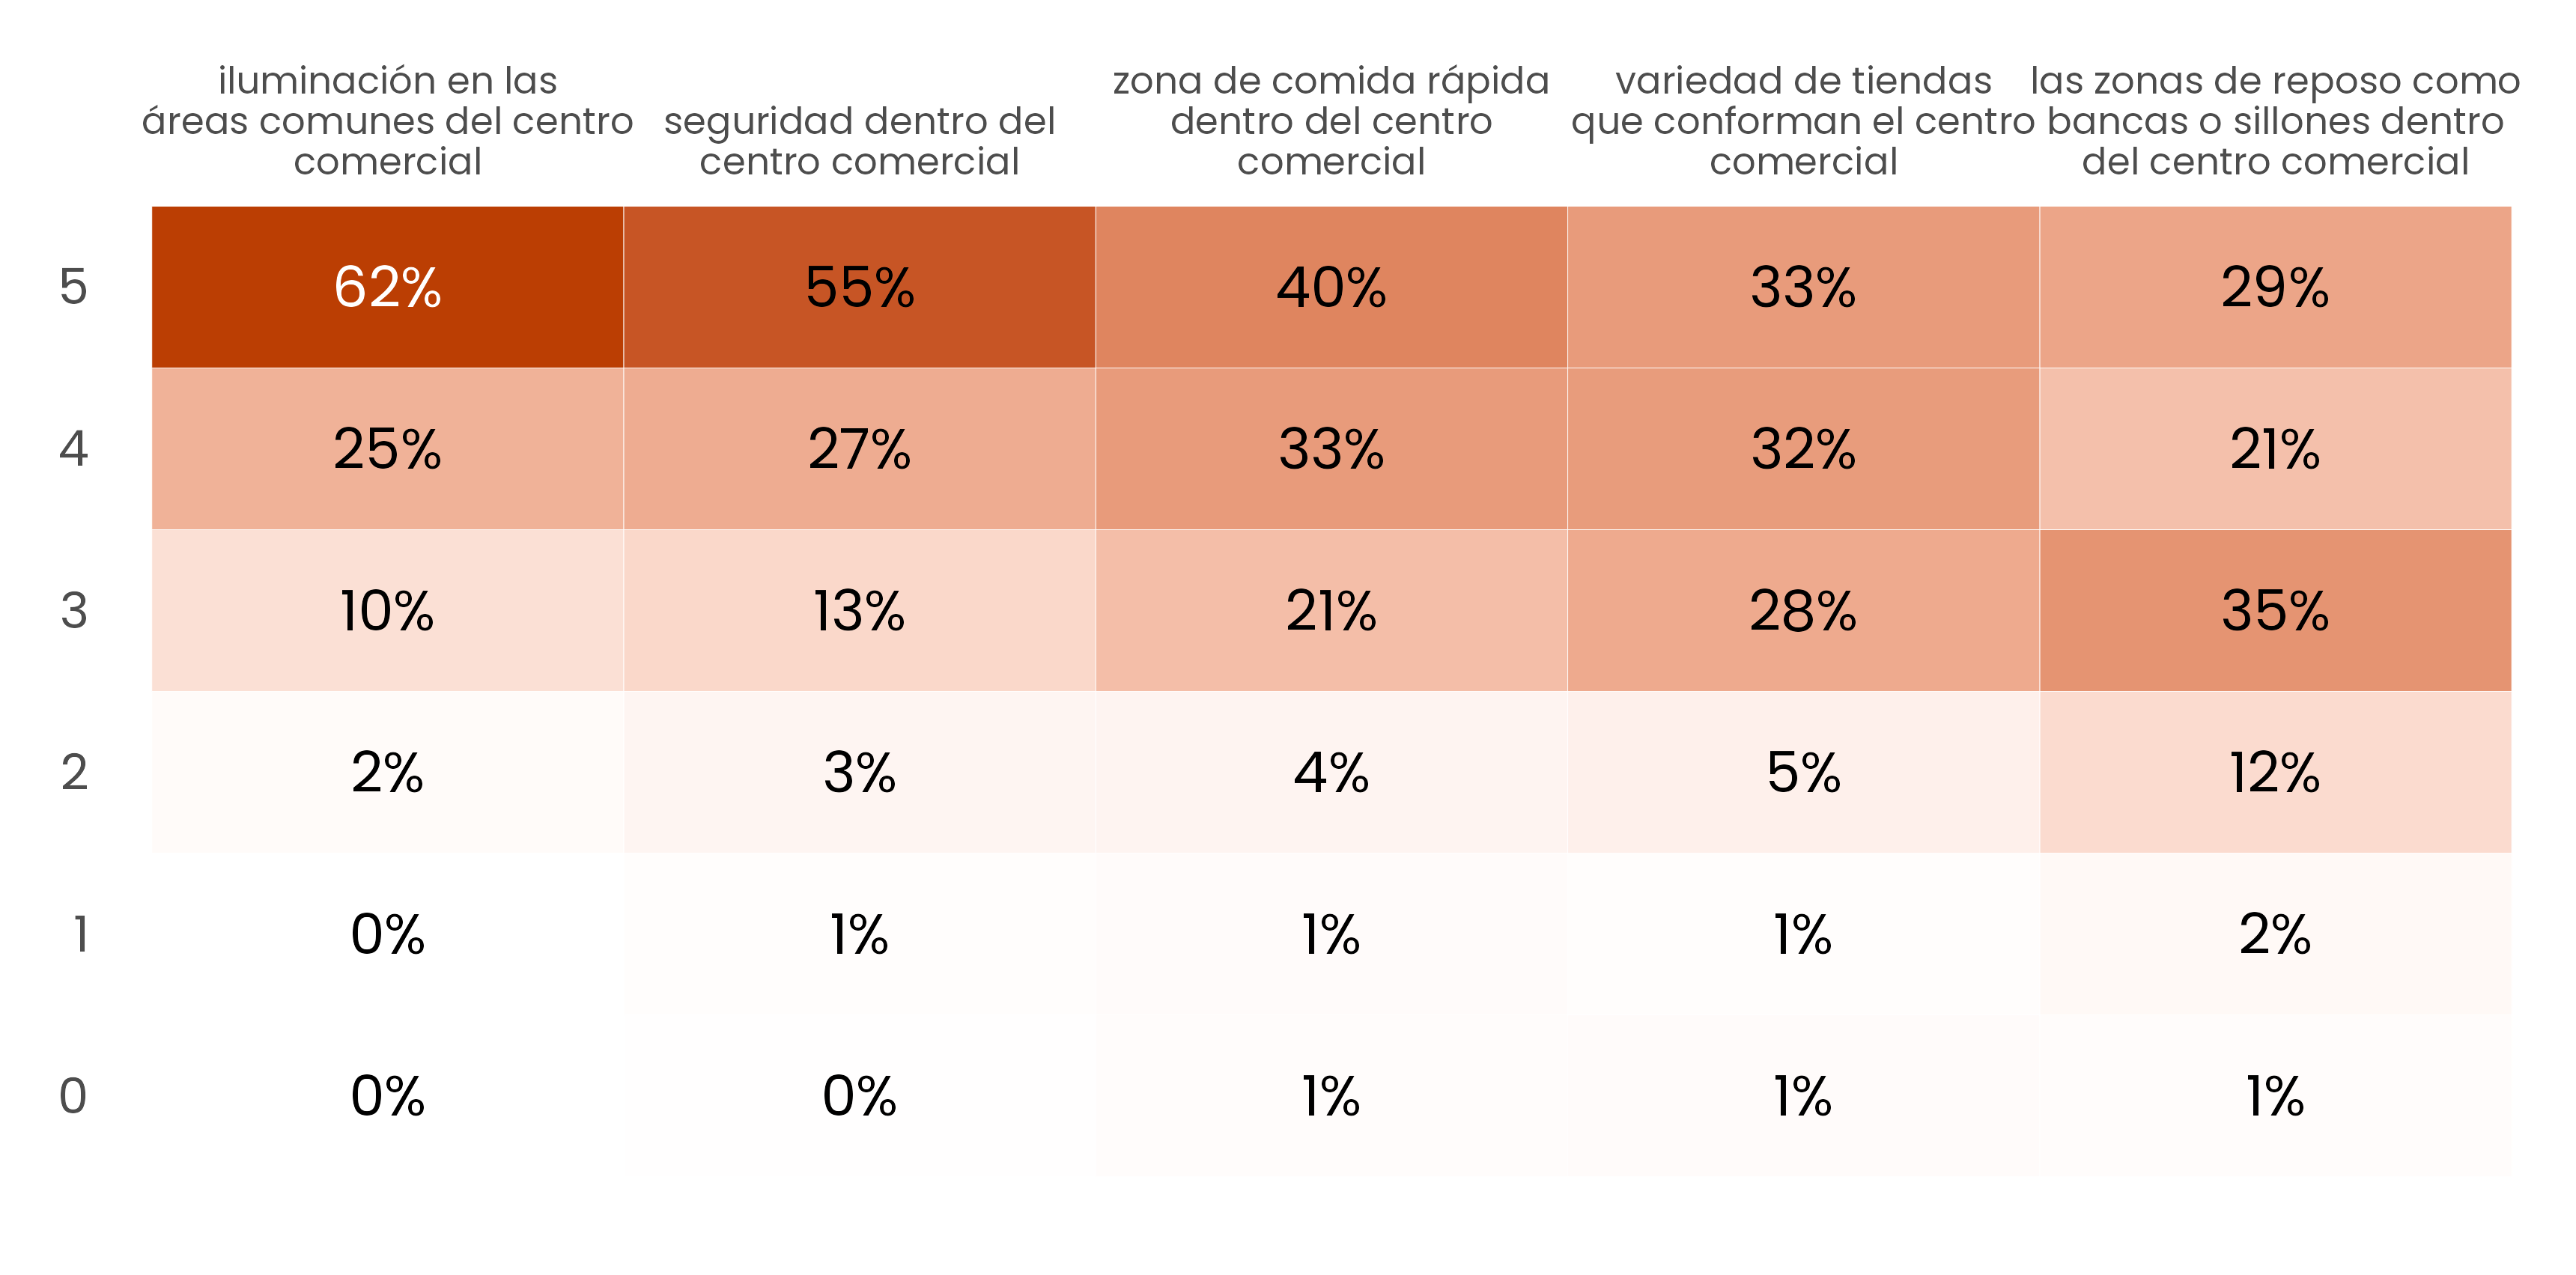 iluminación en las
áreas comunes del centro
comercial
seguridad dentro del
centro comercial
zona de comida rápida
dentro del centro
comercial
variedad de tiendas
que conforman el centro
comercial
las zonas de reposo como
bancas o sillones dentro
del centro comercial
5 62% 55% 40% 33% 29%
4 25% 27% 33% 32% 21%
3 10% 13% 21% 28% 35%
2 2% 3% 4% 5% 12%
1 0% 1% 1% 1% 2%
0 0% 0% 1% 1% 1%